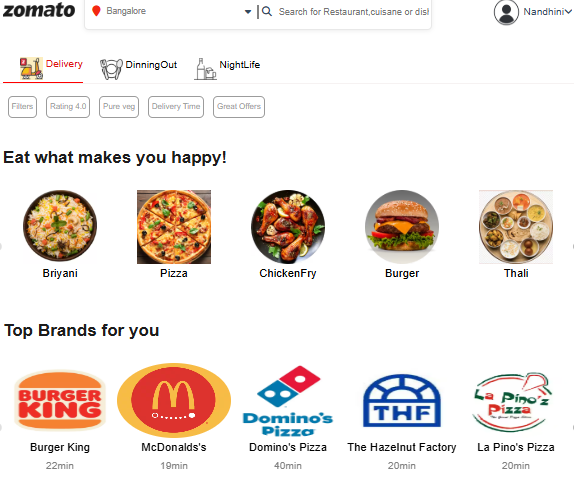 zomato
Bangalore
Search for Restaurant,cuisane or dish
Nandhini
Delivery
DinningOut
NightLife
Filters
Rating 4.0
Pure veg
Delivery Time
Great Offers
Eat what makes you happy!
Briyani
Pizza
ChickenFry
Burger
Thali
Top Brands for you
BURGER
KING
Domino's
Pizza
THF
La Pino'z
Pizza
Burger King
McDonalds's
Domino's Pizza
The Hazelnut Factory
La Pino's Pizza
22min
19min
40min
20min
20min